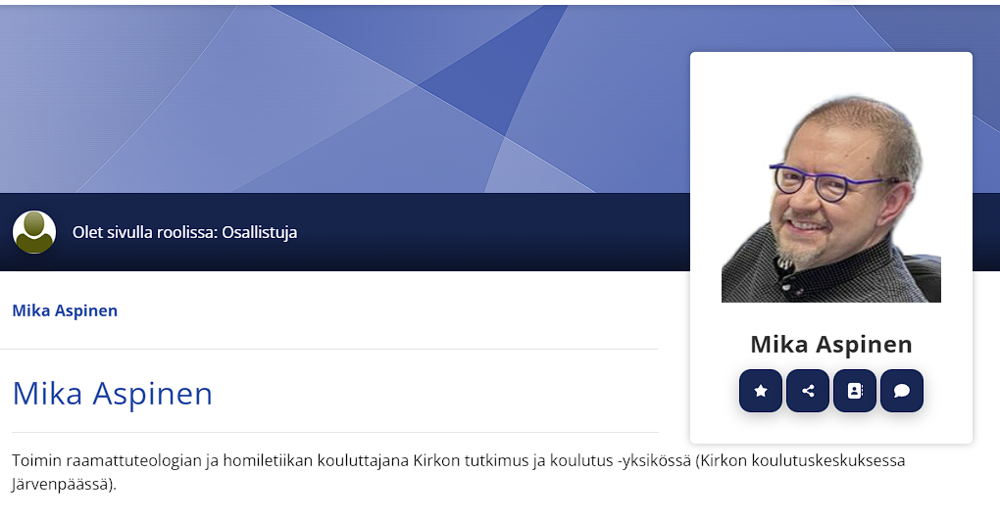 Olet sivulla roolissa: Osallistuja
Mika Aspinen
Mika Aspinen
Mika Aspinen
Toimin raamattuteologian ja homiletiikan kouluttajana Kirkon tutkimus ja koulutus -yksikössä (Kirkon koulutuskeskuksessa
Järvenpäässä).